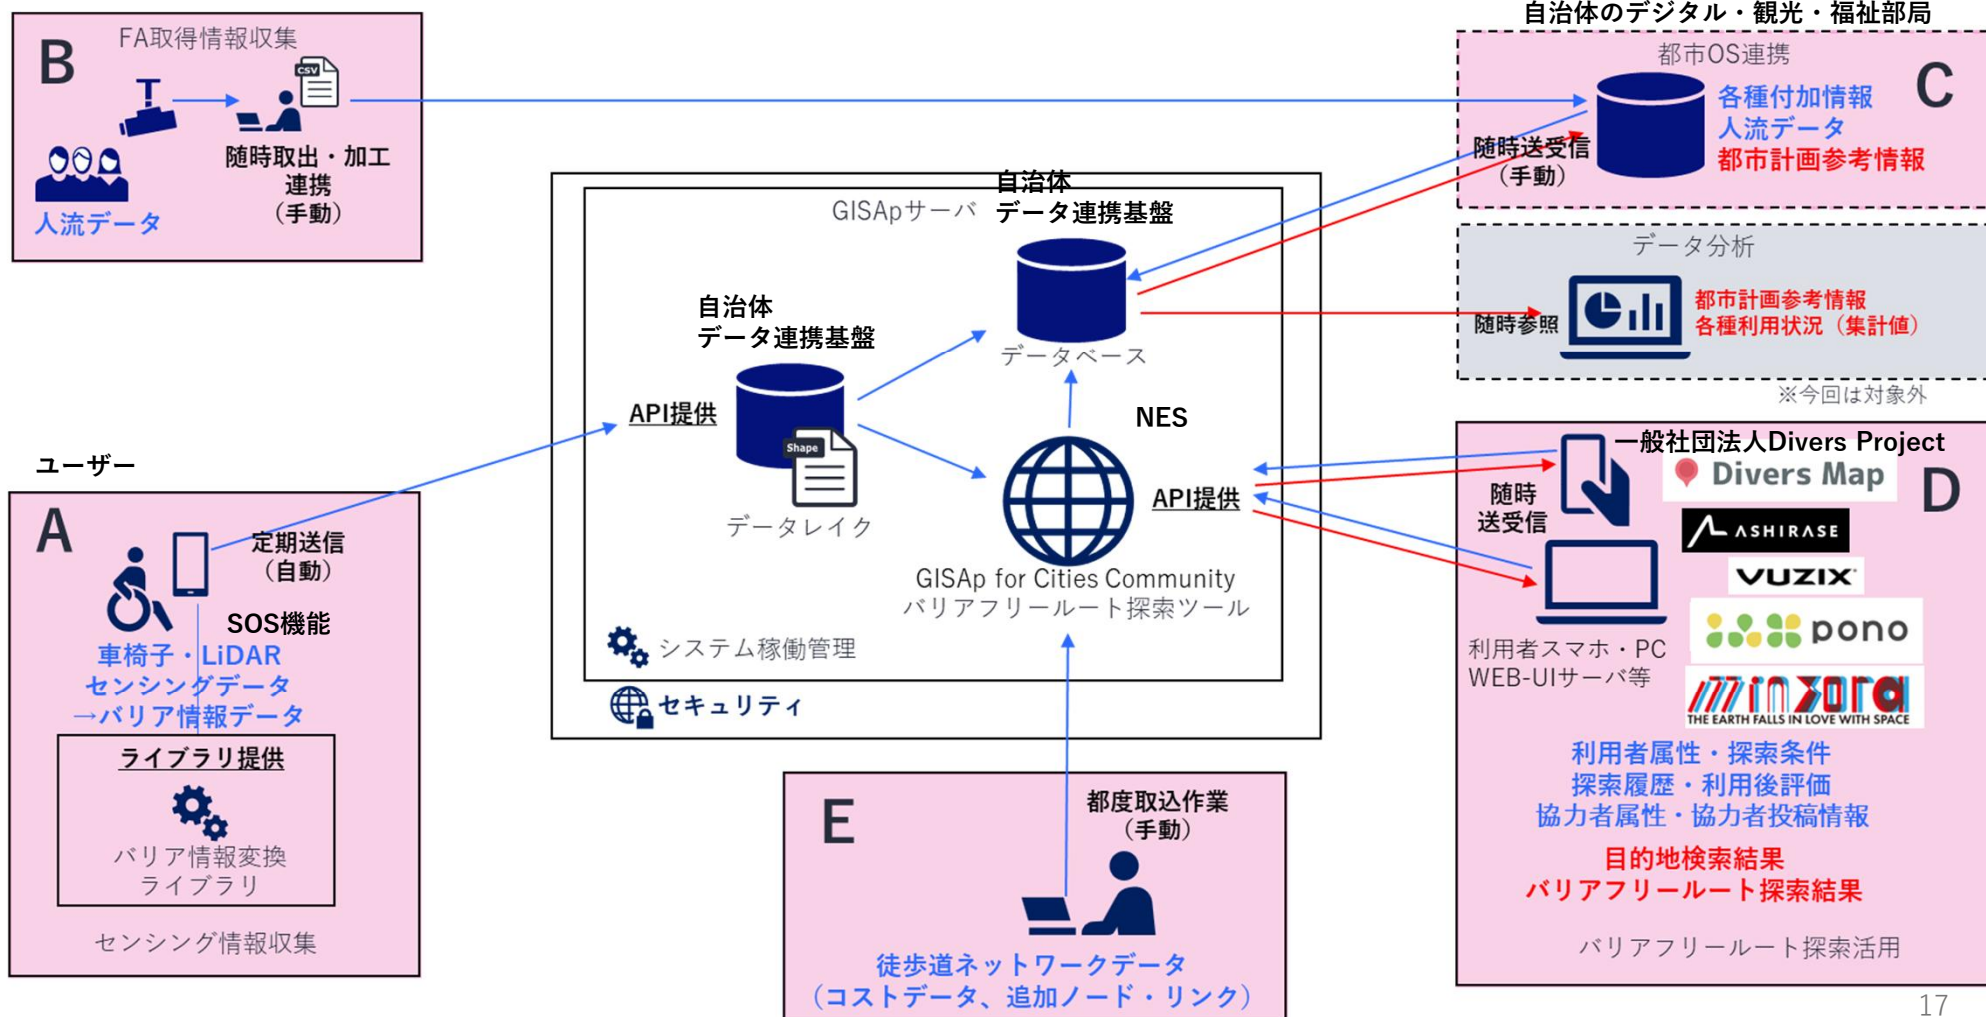 B
FA取得情報収集
CSV
随時取出・加工
連携
（手動）
人流データ
自治体のデジタル・観光・福祉部局
都市OS連携
C
各種付加情報
人流データ
都市計画参考情報
随時送受信
（手動）
データ分析
都市計画参考情報
各種利用状況（集計値）
随時参照
※今回は対象外
GISApサーバ
自治体
データ連携基盤
データベース
自治体
データ連携基盤
API提供
Shape
データレイク
NES
API提供
GISAp for Cities Community
バリアフリールート探索ツール
システム稼働管理
セキュリティ
ユーザー
A
定期送信
（自動）
SOS機能
車椅子・LiDAR
センシングデータ
→バリア情報データ
ライブラリ提供
バリア情報変換
ライブラリ
センシング情報収集
E
都度取込作業
（手動）
徒歩道ネットワークデータ
（コストデータ、追加ノード・リンク）
一般社団法人Divers Project
Divers Map
D
随時
送受信
ASHIRASE
VUZIX
pono
利用者スマホ・PC
WEB-UIサーバ等
minsora
THE EARTH FALLS IN LOVE WITH SPACE
利用者属性・探索条件
探索履歴・利用後評価
協力者属性・協力者投稿情報
目的地検索結果
バリアフリールート探索結果
バリアフリールート探索活用
17